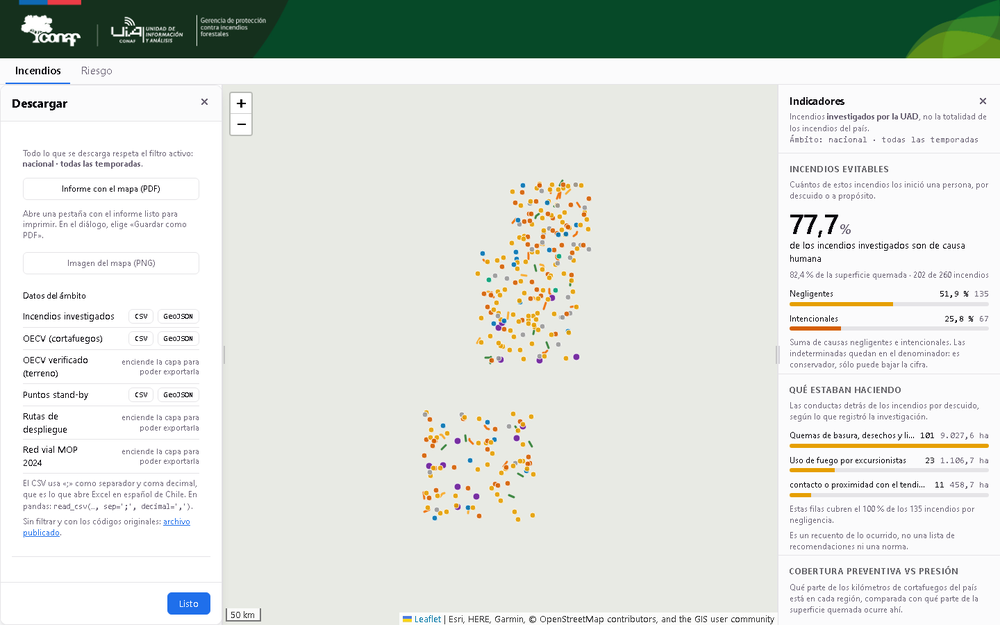 conaf
UIA
CONAF
UNIDAD DE
INFORMACIÓN
Y ANÁLISIS
Gerencia de protección
contra incendios
forestales
Incendios
Riesgo
Descargar
×
Todo lo que se descarga respeta el filtro activo:
nacional · todas las temporadas.
Informe con el mapa (PDF)
Abre una pestaña con el informe listo para
imprimir. En el diálogo, elige «Guardar como
PDF».
Imagen del mapa (PNG)
Datos del ámbito
Incendios investigados CSV GeoJSON
OECV (cortafuegos) CSV GeoJSON
OECV verificado
(terreno)
enciende la capa para
poder exportarla
Puntos stand-by CSV GeoJSON
Rutas de
despliegue
enciende la capa para
poder exportarla
Red vial MOP
2024
enciende la capa para
poder exportarla
El CSV usa «;» como separador y coma decimal,
que es lo que abre Excel en español de Chile. En
pandas: read_csv(…, sep=';', decimal=',').
Sin filtrar y con los códigos originales: archivo
publicado.
Listo
+
−
50 km
Leaflet | Esri, HERE, Garmin, © OpenStreetMap contributors, and the GIS user community
Indicadores
×
Incendios investigados por la UAD, no la totalidad de
los incendios del país.
Ámbito: nacional · todas las temporadas
INCENDIOS EVITABLES
Cuántos de estos incendios los inició una persona, por
descuido o a propósito.
77,7 %
de los incendios investigados son de causa
humana
82,4 % de la superficie quemada · 202 de 260 incendios
Negligentes 51,9 % 135
Intencionales 25,8 % 67
Suma de causas negligentes e intencionales. Las
indeterminadas quedan en el denominador: es
conservador, sólo puede bajar la cifra.
QUÉ ESTABAN HACIENDO
Las conductas detrás de los incendios por descuido,
según lo que registró la investigación.
Quemas de basura, desechos y li… 101 9.027,6 ha
Uso de fuego por excursionistas 23 1.106,7 ha
contacto o proximidad con el tendi… 11 458,7 ha
Estas filas cubren el 100 % de los 135 incendios por
negligencia.
Es un recuento de lo ocurrido, no una lista de
recomendaciones ni una norma.
COBERTURA PREVENTIVA VS PRESIÓN
Qué parte de los kilómetros de cortafuegos del país
está en cada región, comparada con qué parte de la
superficie quemada ocurre ahí.